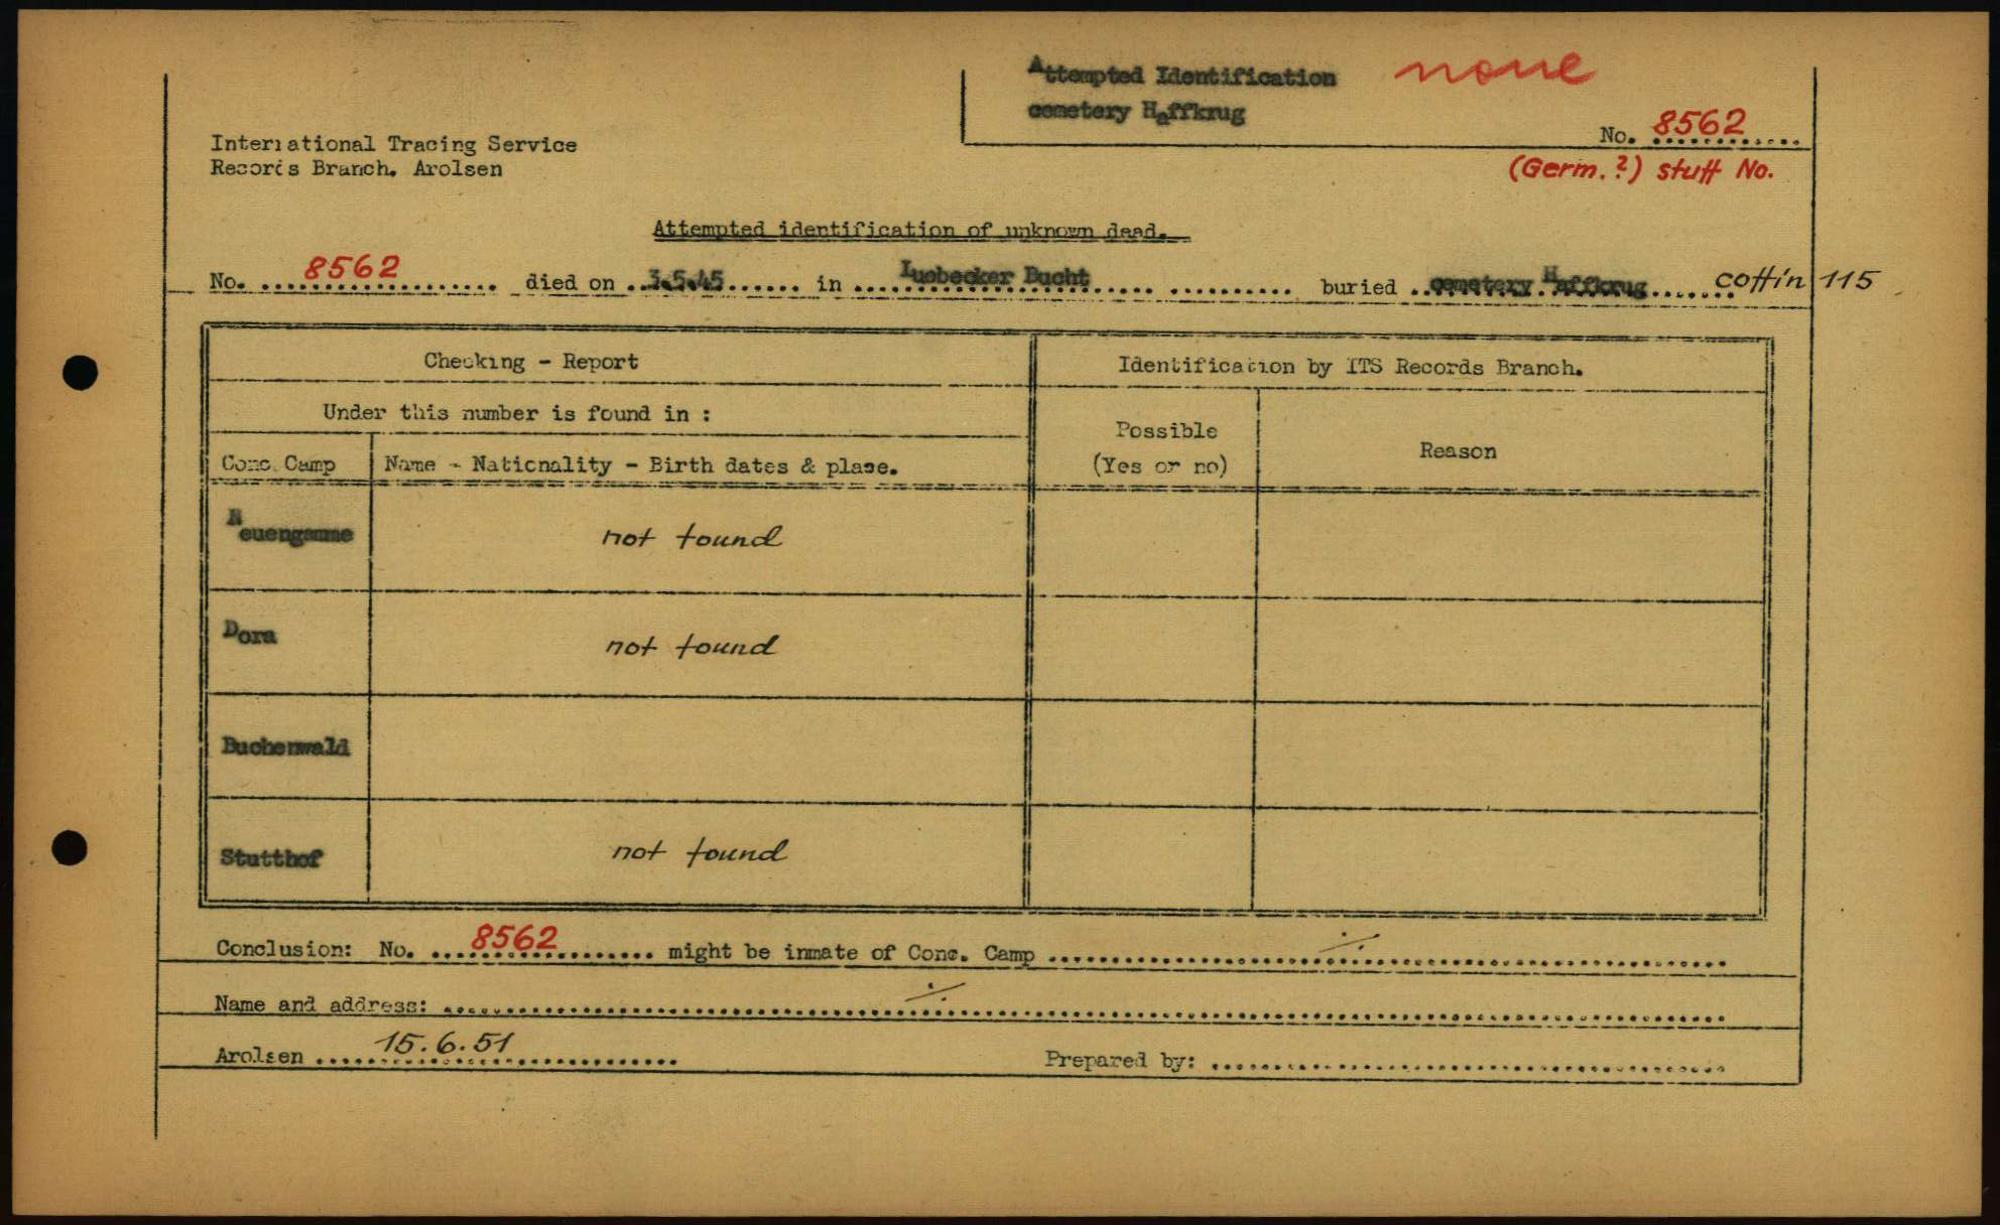 Attempted Identification none
cemetery Haffkrug
No. 8562
(Germ.?) stuff No.
International Tracing Service
Records Branch. Arolsen
Attempted identification of unknown dead.
No. 8562 died on 3.5.45 in Luebecker Bucht buried cemetery Haffkrug coffin 115
Checking - Report
Identification by ITS Records Branch.
Under this number is found in :
Conc. Camp
Name - Nationality - Birth dates & place.
Possible
(Yes or no)
Reason
Neuengamme not found
Dora not found
Buchenwald
Stutthof not found
Conclusion: No. 8562 might be inmate of Conc. Camp ./.
Name and address: ./.
Arolsen 15.6.51 Prepared by: